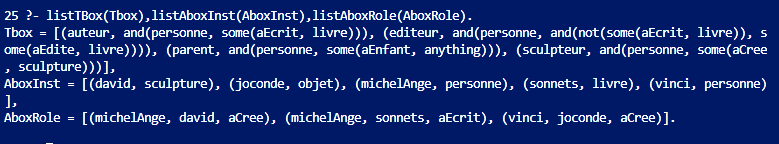 25 ?- listTBox(Tbox),listAboxInst(AboxInst),listAboxRole(AboxRole).
Tbox = [(auteur, and(personne, some(aEcrit, livre))), (editeur, and(personne, and(not(some(aEcrit, livre)), s
ome(aEdite, livre)))), (parent, and(personne, some(aEnfant, anything))), (sculpteur, and(personne, some(aCree
, sculpture)))],
AboxInst = [(david, sculpture), (joconde, objet), (michelAnge, personne), (sonnets, livre), (vinci, personne)
],
AboxRole = [(michelAnge, david, aCree), (michelAnge, sonnets, aEcrit), (vinci, joconde, aCree)].